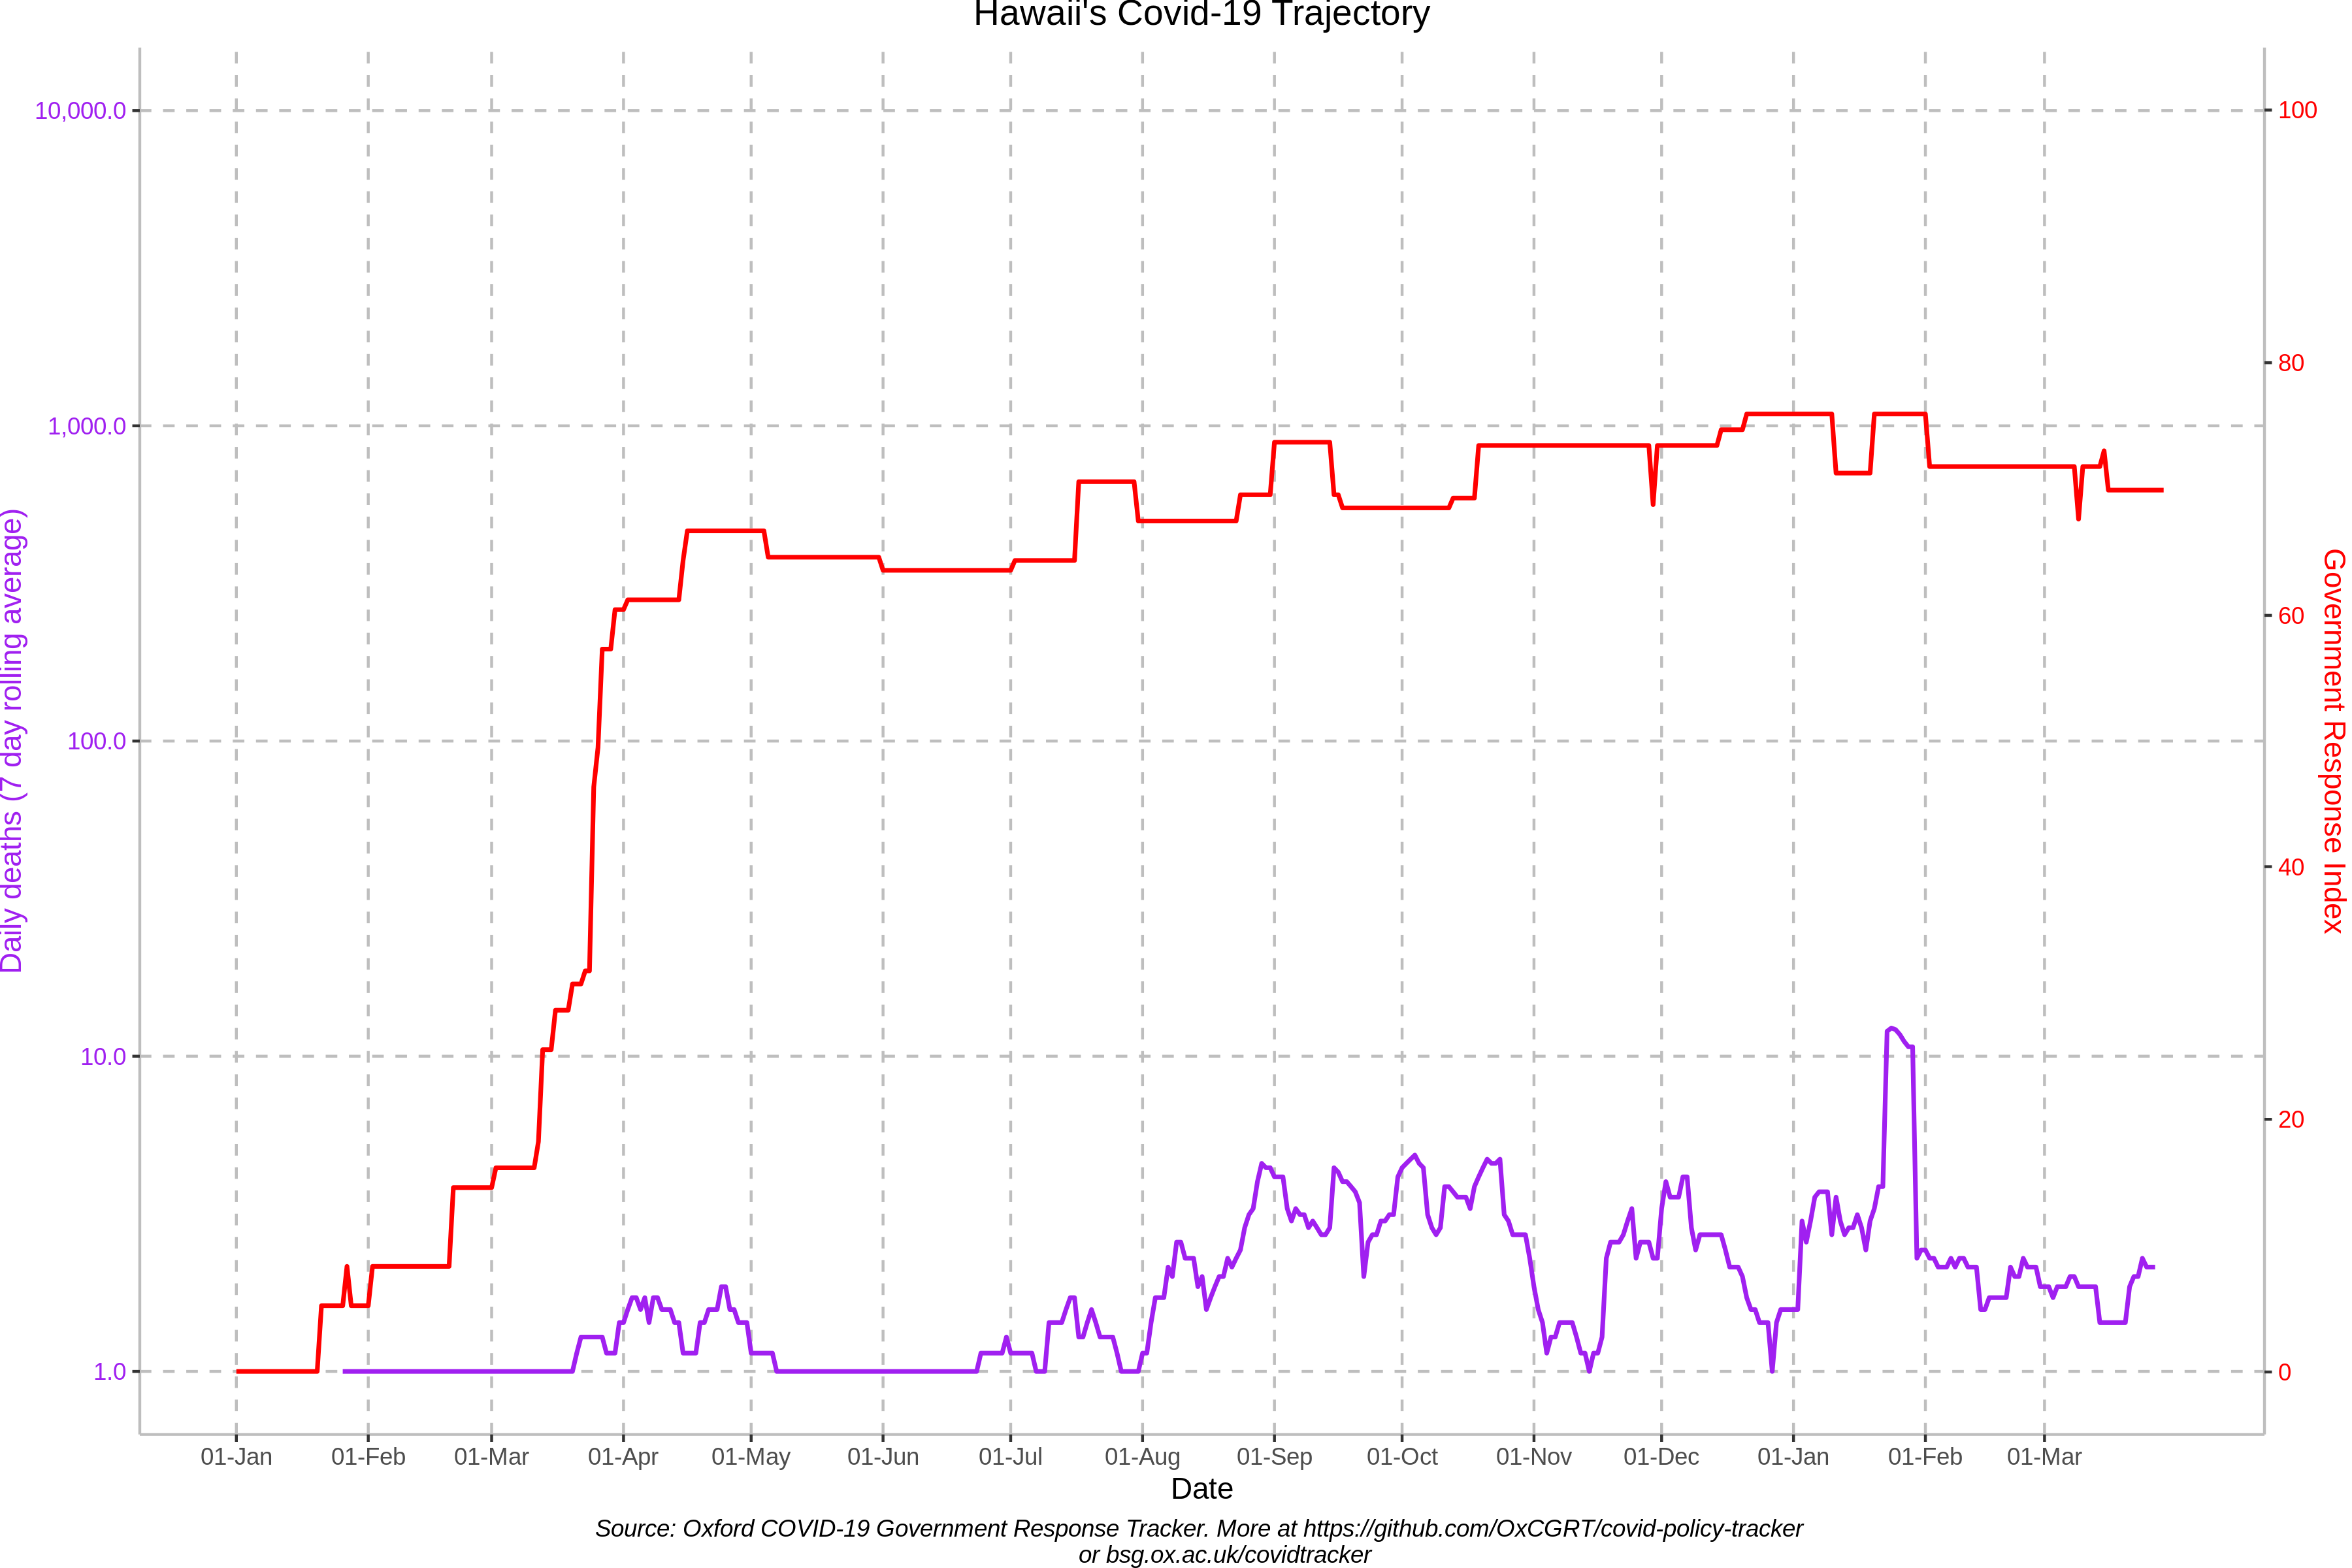 Hawaii's Covid-19 Trajectory
10,000.0
1,000.0
100.0
10.0
1.0
Daily deaths (7 day rolling average)
100
80
60
40
20
0
Government Response Index
01-Jan 01-Feb 01-Mar 01-Apr 01-May 01-Jun 01-Jul 01-Aug 01-Sep 01-Oct 01-Nov 01-Dec 01-Jan 01-Feb 01-Mar
Date
Source: Oxford COVID-19 Government Response Tracker. More at https://github.com/OxCGRT/covid-policy-tracker
or bsg.ox.ac.uk/covidtracker